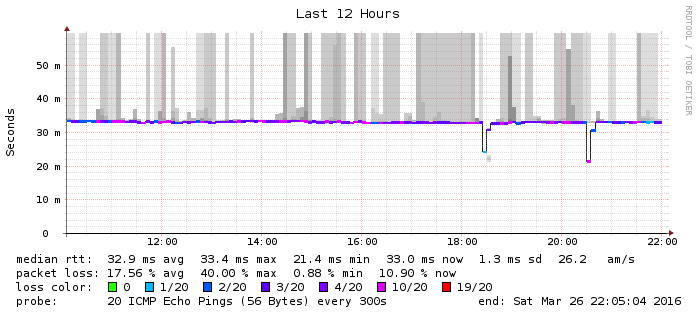 Last 12 Hours
RRDTOOL / TOBI OETIKER
Seconds
50 m
40 m
30 m
20 m
10 m
0
12:00 14:00 16:00 18:00 20:00 22:00
median rtt: 32.9 ms avg 33.4 ms max 21.4 ms min 33.0 ms now 1.3 ms sd 26.2 am/s
packet loss: 17.56 % avg 40.00 % max 0.88 % min 10.90 % now
loss color: 0 1/20 2/20 3/20 4/20 10/20 19/20
probe: 20 ICMP Echo Pings (56 Bytes) every 300s end: Sat Mar 26 22:05:04 2016